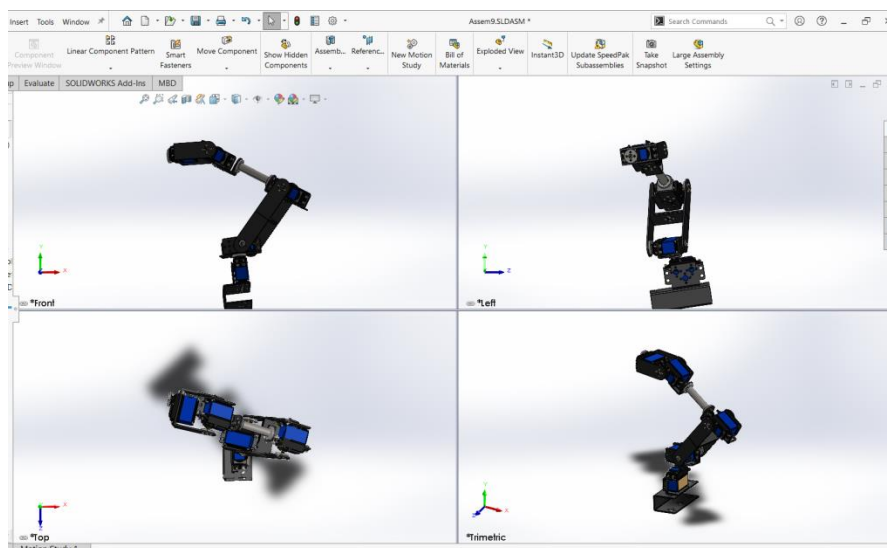 Insert Tools Window
Assem9.SLDASM *
Search Commands
Component Preview Window
Linear Component Pattern
Smart Fasteners
Move Component
Show Hidden Components
Assemb...
Referenc...
New Motion Study
Bill of Materials
Exploded View
Instant3D
Update SpeedPak Subassemblies
Take Snapshot
Large Assembly Settings
Evaluate SOLIDWORKS Add-Ins MBD
Y
X
*Front
Y
Z
*Left
X
Z
*Top
Y
X
Z
*Trimetric